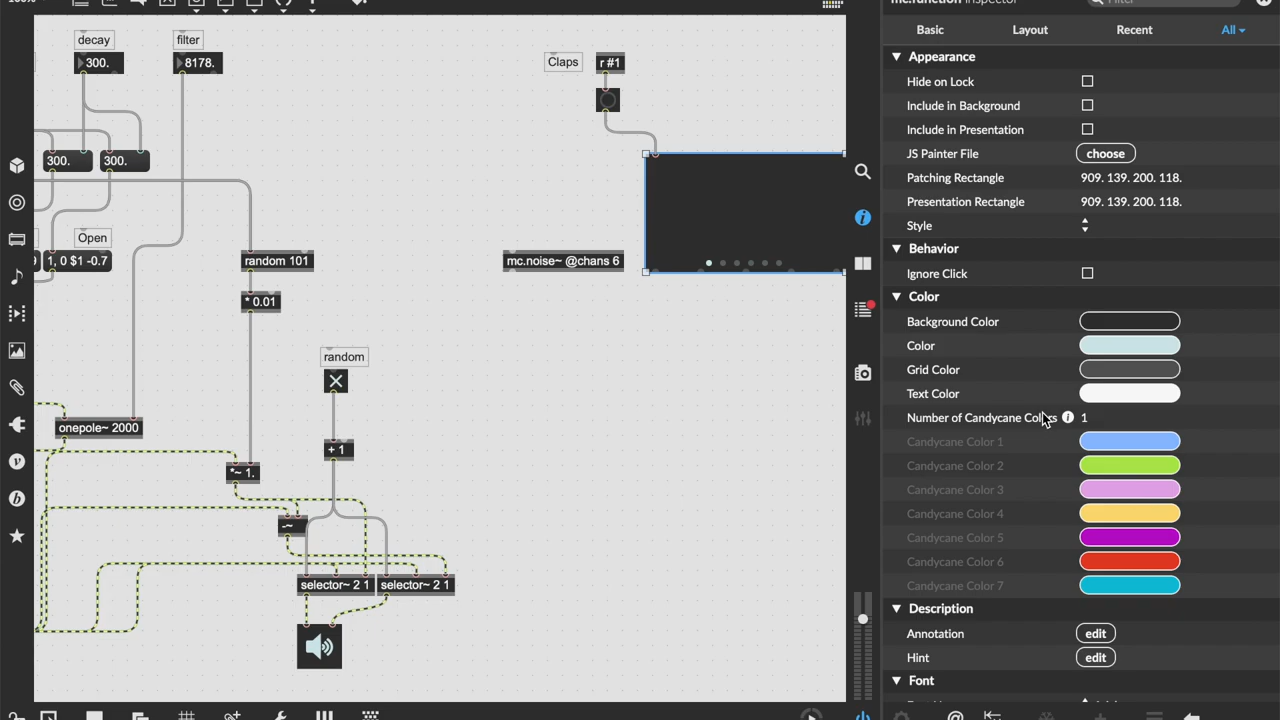 mc.function Inspector
Filter
Basic
Layout
Recent
All
decay
filter
Claps
r #1
300.
8178.
300.
300.
Open
1, 0 $1 -0.7
random 101
mc.noise~ @chans 6
* 0.01
random
onepole~ 2000
+ 1
*~ 1.
-~
selector~ 2 1
selector~ 2 1
Appearance
Hide on Lock
Include in Background
Include in Presentation
JS Painter File
choose
Patching Rectangle
909. 139. 200. 118.
Presentation Rectangle
909. 139. 200. 118.
Style
Behavior
Ignore Click
Color
Background Color
Color
Grid Color
Text Color
Number of Candycane Colors
1
Candycane Color 1
Candycane Color 2
Candycane Color 3
Candycane Color 4
Candycane Color 5
Candycane Color 6
Candycane Color 7
Description
Annotation
edit
Hint
edit
Font